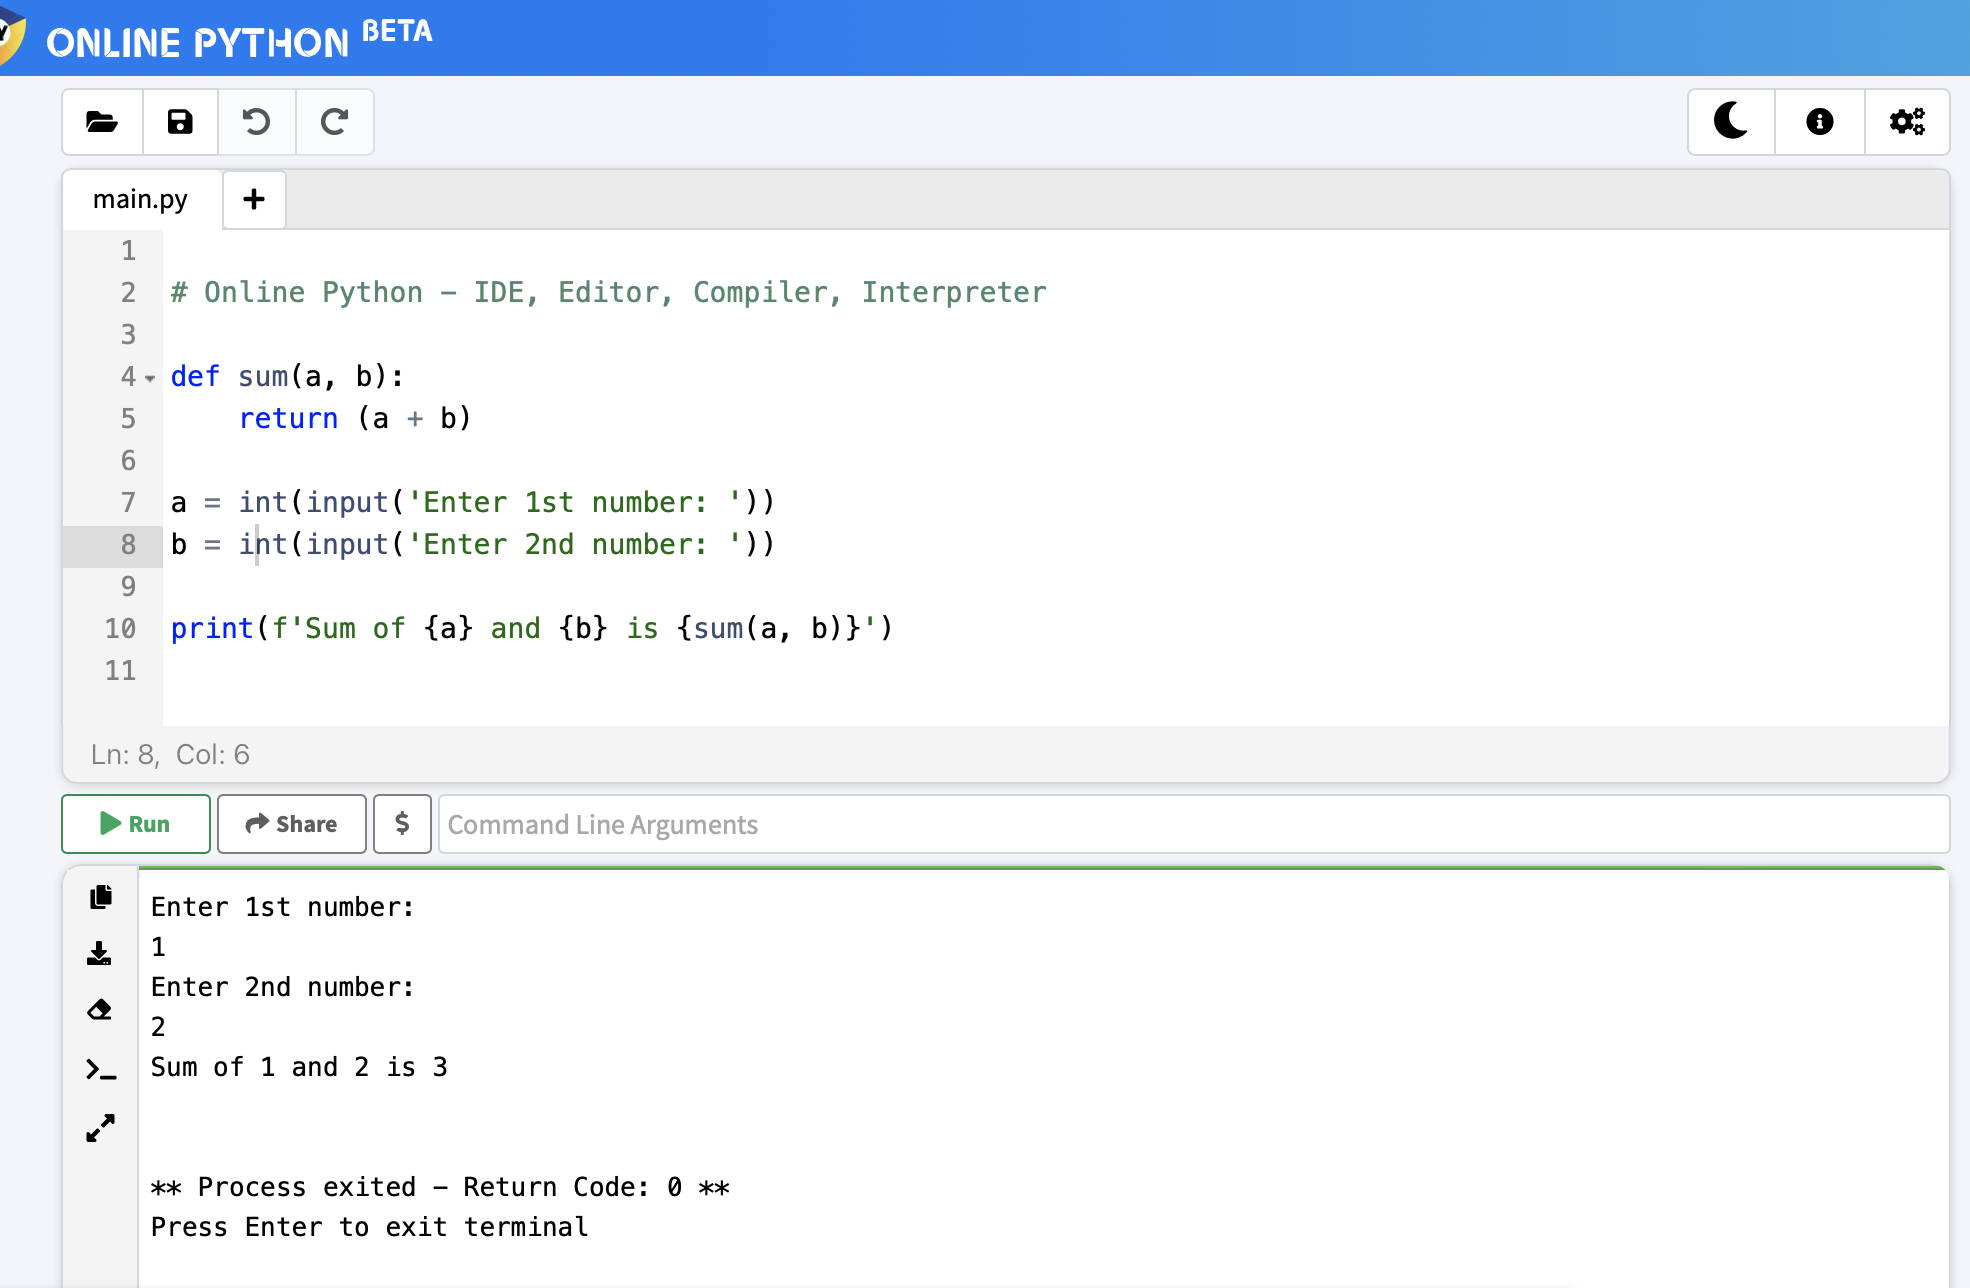 ONLINE PYTHON BETA
main.py
1
2 # Online Python - IDE, Editor, Compiler, Interpreter
3
4 def sum(a, b):
5     return (a + b)
6
7 a = int(input('Enter 1st number: '))
8 b = int(input('Enter 2nd number: '))
9
10 print(f'Sum of {a} and {b} is {sum(a, b)}')
11
Ln: 8, Col: 6
Run Share $ Command Line Arguments
Enter 1st number:
1
Enter 2nd number:
2
Sum of 1 and 2 is 3
** Process exited - Return Code: 0 **
Press Enter to exit terminal